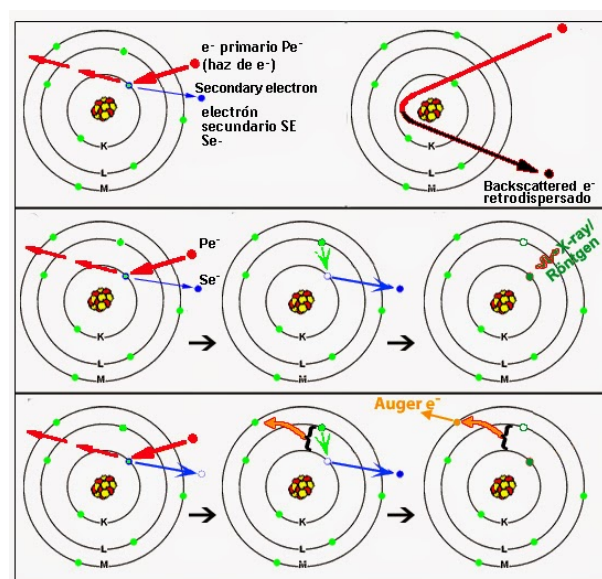 e- primario Pe-
(haz de e-)
Secondary electron
electrón
secundario SE
Se-
K
L
M
K
L
M
Backscattered e-
retrodispersado
Pe-
Se-
K
L
M
K
L
M
K
L
M
X-ray/
Röntgen
K
L
M
K
L
M
Auger e-
K
L
M